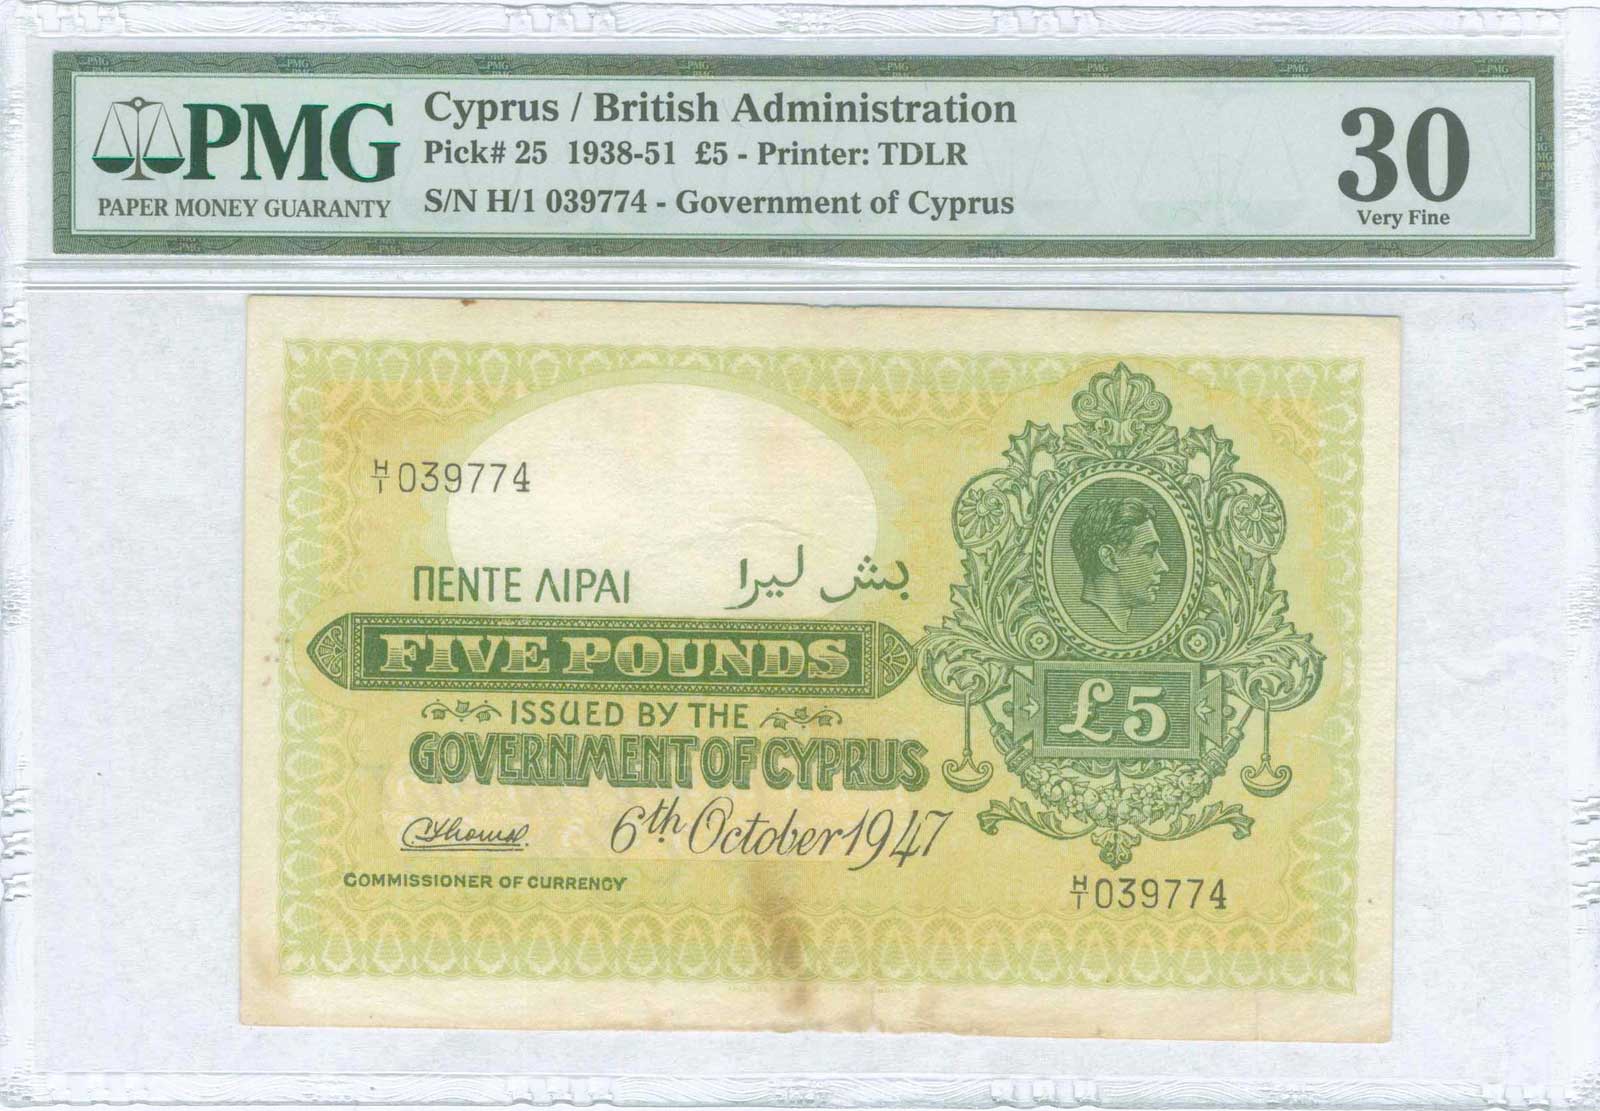 PMG
PAPER MONEY GUARANTY
Cyprus / British Administration
Pick# 25 1938-51 £5 - Printer: TDLR
S/N H/1 039774 - Government of Cyprus
30
Very Fine
H/1 039774
ΠΕΝΤΕ ΛΙΡΑΙ
بش ليرا
FIVE POUNDS
ISSUED BY THE
GOVERNMENT OF CYPRUS
£5
6th October 1947
COMMISSIONER OF CURRENCY
H/1 039774